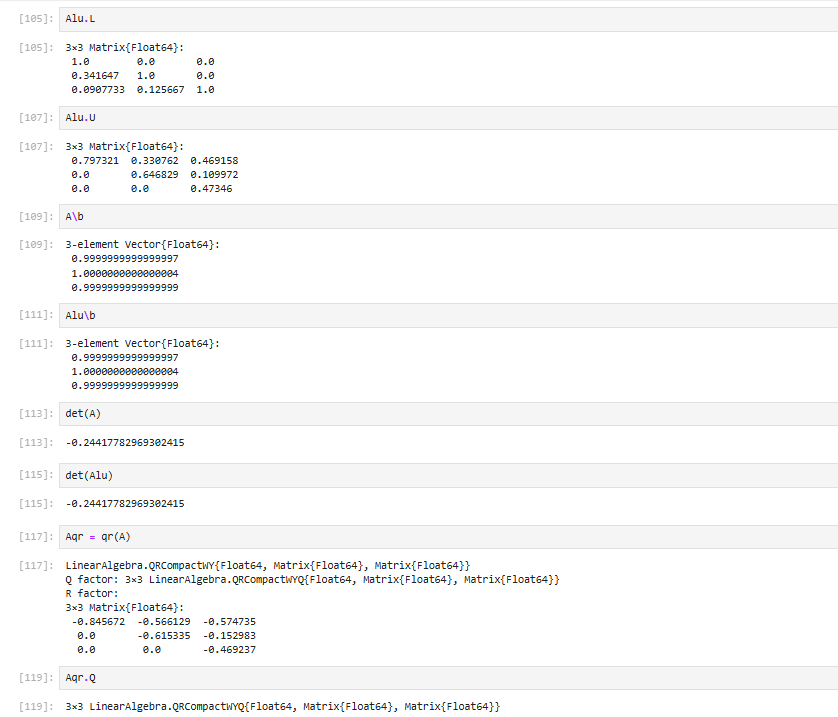 [105]: Alu.L
[105]: 3×3 Matrix{Float64}:
1.0 0.0 0.0
0.341647 1.0 0.0
0.0907733 0.125667 1.0
[107]: Alu.U
[107]: 3×3 Matrix{Float64}:
0.797321 0.330762 0.469158
0.0 0.646829 0.109972
0.0 0.0 0.47346
[109]: A\b
[109]: 3-element Vector{Float64}:
0.9999999999999997
1.0000000000000004
0.9999999999999999
[111]: Alu\b
[111]: 3-element Vector{Float64}:
0.9999999999999997
1.0000000000000004
0.9999999999999999
[113]: det(A)
[113]: -0.24417782969302415
[115]: det(Alu)
[115]: -0.24417782969302415
[117]: Aqr = qr(A)
[117]: LinearAlgebra.QRCompactWY{Float64, Matrix{Float64}, Matrix{Float64}}
Q factor: 3×3 LinearAlgebra.QRCompactWYQ{Float64, Matrix{Float64}, Matrix{Float64}}
R factor:
3×3 Matrix{Float64}:
-0.845672 -0.566129 -0.574735
0.0 -0.615335 -0.152983
0.0 0.0 -0.469237
[119]: Aqr.Q
[119]: 3×3 LinearAlgebra.QRCompactWYQ{Float64, Matrix{Float64}, Matrix{Float64}}